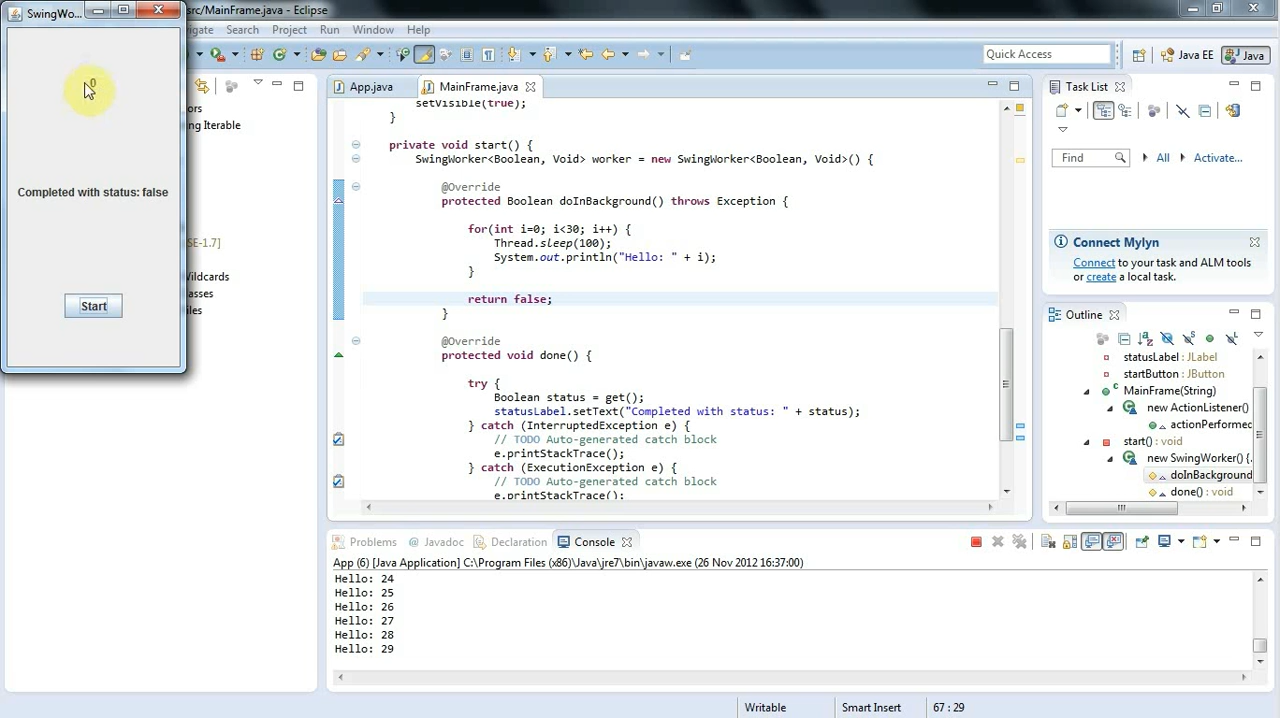 SwingWo...
src/MainFrame.java - Eclipse
Search Project Run Window Help
Quick Access
Java EE
Java
App.java
MainFrame.java
Task List
ing Iterable
0
Completed with status: false
Start
setVisible(true);
}
private void start() {
SwingWorker<Boolean, Void> worker = new SwingWorker<Boolean, Void>() {
@Override
protected Boolean doInBackground() throws Exception {
for(int i=0; i<30; i++) {
Thread.sleep(100);
System.out.println("Hello: " + i);
}
return false;
}
@Override
protected void done() {
try {
Boolean status = get();
statusLabel.setText("Completed with status: " + status);
} catch (InterruptedException e) {
// TODO Auto-generated catch block
e.printStackTrace();
} catch (ExecutionException e) {
// TODO Auto-generated catch block
e.printStackTrace();
Find
All
Activate...
Connect Mylyn
Connect to your task and ALM tools
or create a local task.
Outline
statusLabel : JLabel
startButton : JButton
MainFrame(String)
new ActionListener()
actionPerformed
start() : void
new SwingWorker() {.
doInBackground
done() : void
Problems @ Javadoc Declaration Console
App (6) [Java Application] C:\Program Files (x86)\Java\jre7\bin\javaw.exe (26 Nov 2012 16:37:00)
Hello: 24
Hello: 25
Hello: 26
Hello: 27
Hello: 28
Hello: 29
Writable
Smart Insert
67 : 29